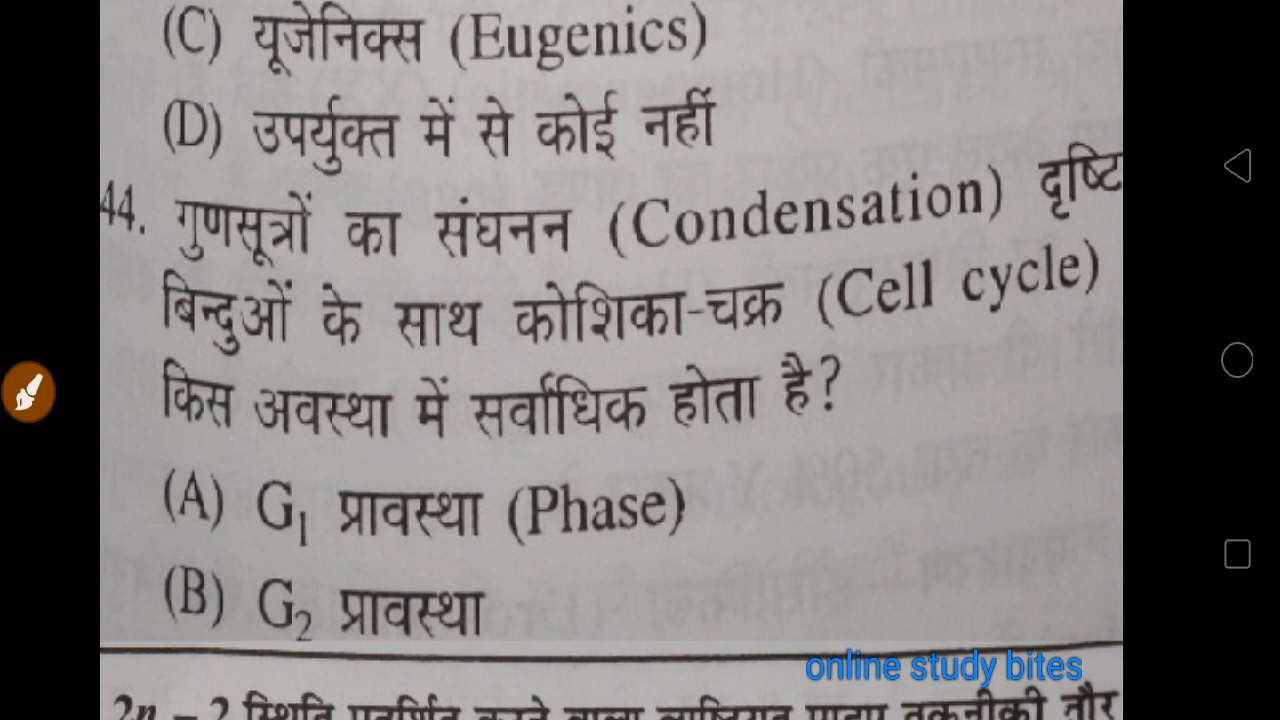 (C) यूजेनिक्स (Eugenics)
(D) उपर्युक्त में से कोई नहीं
44. गुणसूत्रों का संघनन (Condensation) दृष्टि
बिन्दुओं के साथ कोशिका-चक्र (Cell cycle)
किस अवस्था में सर्वाधिक होता है?
(A) G₁ प्रावस्था (Phase)
(B) G₂ प्रावस्था
online study bites